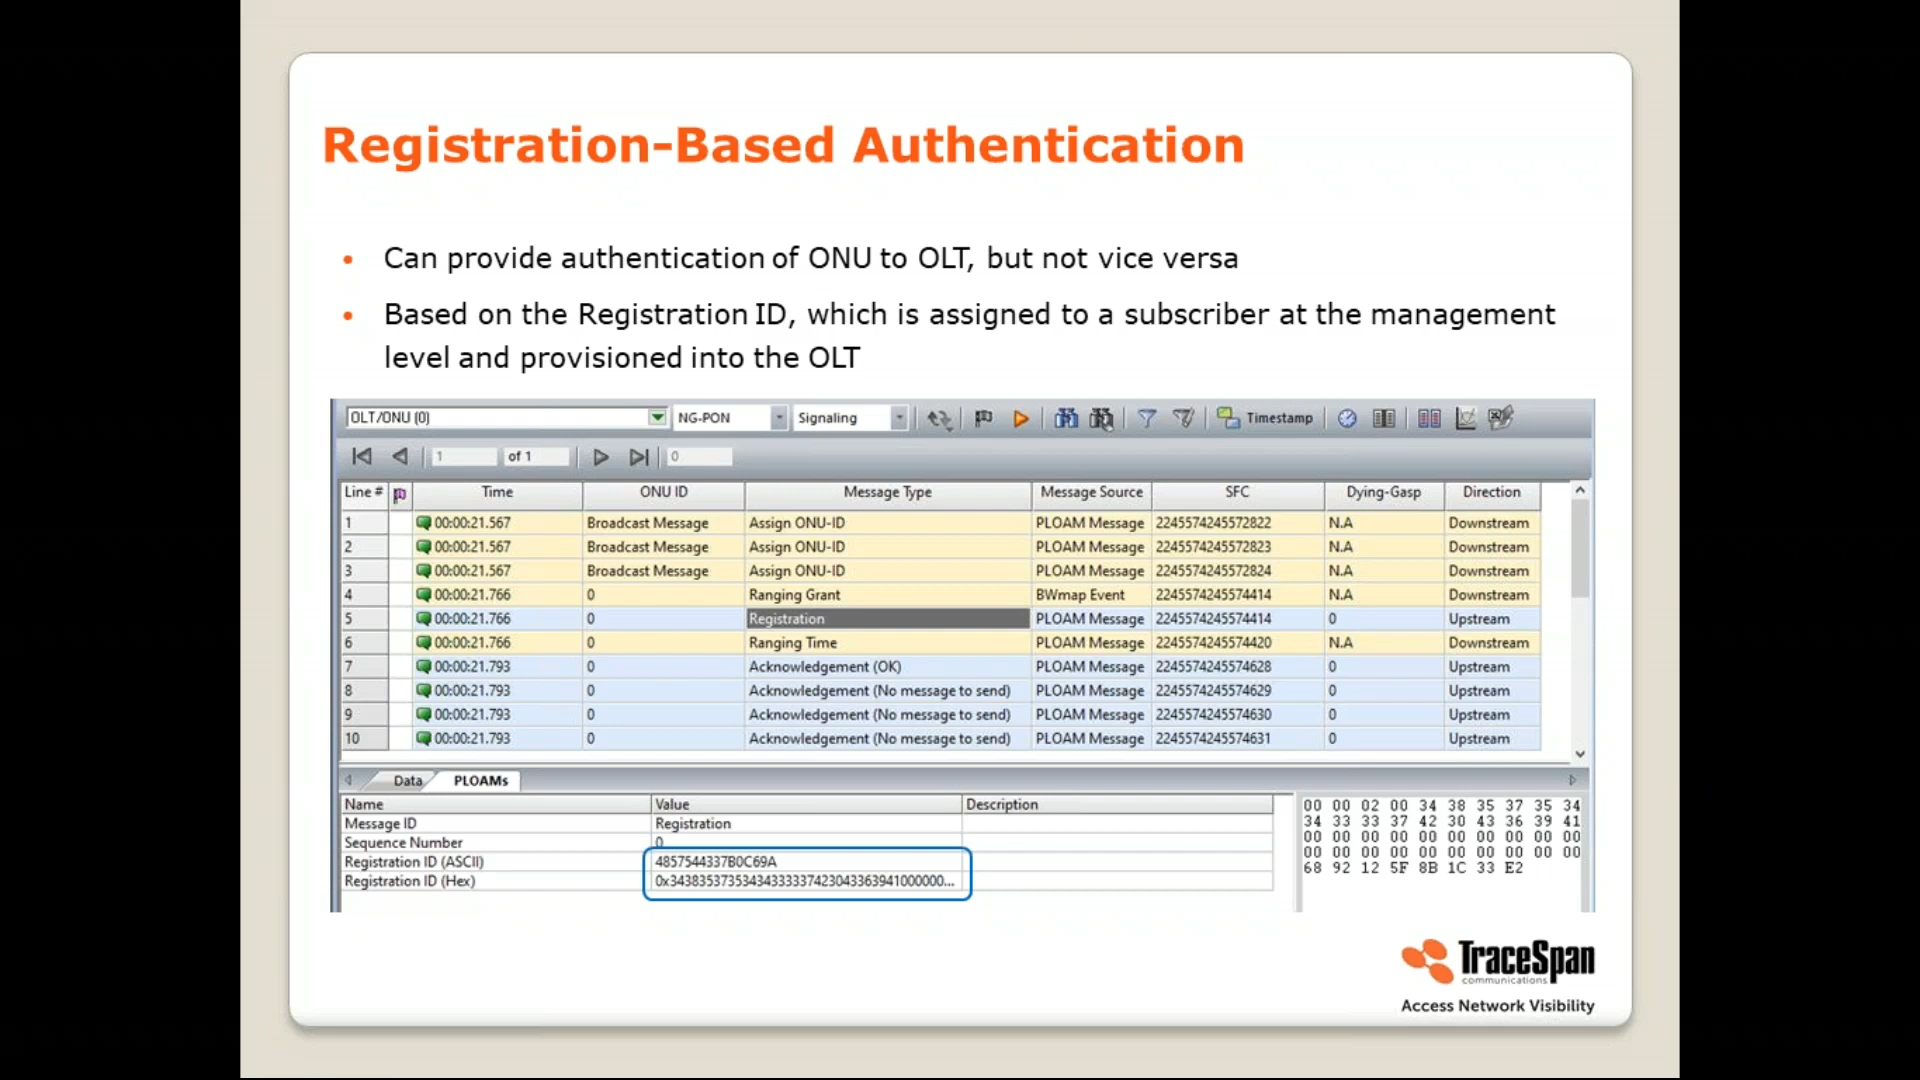 Registration-Based Authentication
• Can provide authentication of ONU to OLT, but not vice versa
• Based on the Registration ID, which is assigned to a subscriber at the management
level and provisioned into the OLT
OLT/ONU (0) NG-PON Signaling Timestamp
1 of 1 0
Line # Time ONU ID Message Type Message Source SFC Dying-Gasp Direction
1 00:00:21.567 Broadcast Message Assign ONU-ID PLOAM Message 2245574245572822 N.A Downstream
2 00:00:21.567 Broadcast Message Assign ONU-ID PLOAM Message 2245574245572823 N.A Downstream
3 00:00:21.567 Broadcast Message Assign ONU-ID PLOAM Message 2245574245572824 N.A Downstream
4 00:00:21.766 0 Ranging Grant BWmap Event 2245574245574414 N.A Downstream
5 00:00:21.766 0 Registration PLOAM Message 2245574245574414 0 Upstream
6 00:00:21.766 0 Ranging Time PLOAM Message 2245574245574420 N.A Downstream
7 00:00:21.793 0 Acknowledgement (OK) PLOAM Message 2245574245574628 0 Upstream
8 00:00:21.793 0 Acknowledgement (No message to send) PLOAM Message 2245574245574629 0 Upstream
9 00:00:21.793 0 Acknowledgement (No message to send) PLOAM Message 2245574245574630 0 Upstream
10 00:00:21.793 0 Acknowledgement (No message to send) PLOAM Message 2245574245574631 0 Upstream
Data PLOAMs
Name Value Description
Message ID Registration
Sequence Number 0
Registration ID (ASCII) 4857544337B0C69A
Registration ID (Hex) 0x34383537353434333337423043363941000000...
00 00 02 00 34 38 35 37 35 34
34 33 33 37 42 30 43 36 39 41
00 00 00 00 00 00 00 00 00 00
00 00 00 00 00 00 00 00 00 00
68 92 12 5F 8B 1C 33 E2
TraceSpan
communications
Access Network Visibility